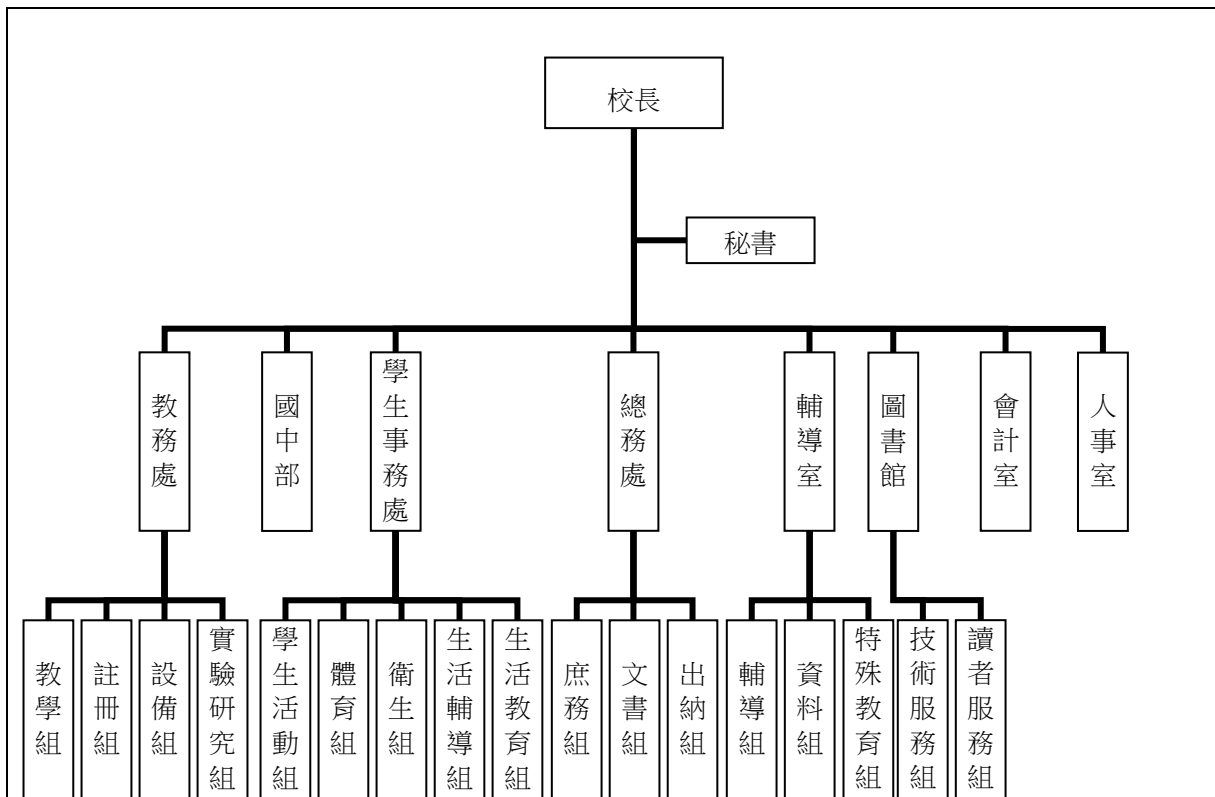 校長
秘書
教務處
國中部
學生事務處
總務處
輔導室
圖書館
會計室
人事室
教學組
註冊組
設備組
實驗研究組
學生活動組
體育組
衛生組
生活輔導組
生活教育組
庶務組
文書組
出納組
輔導組
資料組
特殊教育組
技術服務組
讀者服務組